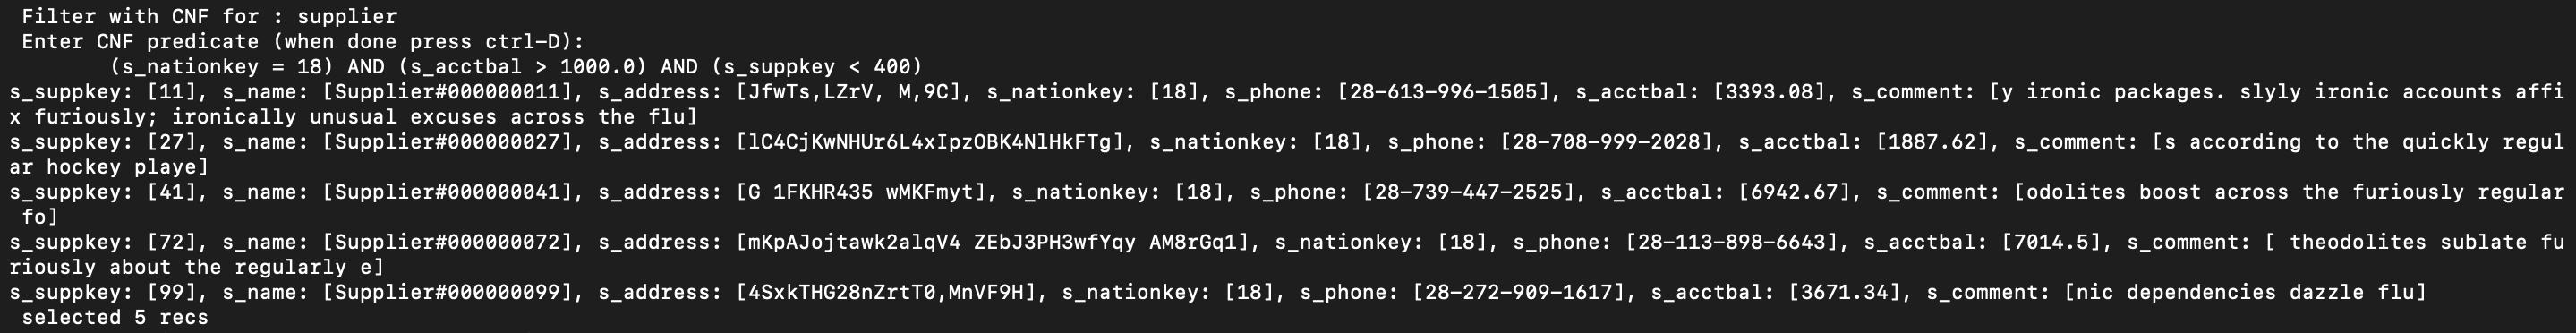 Filter with CNF for : supplier
Enter CNF predicate (when done press ctrl-D):
(s_nationkey = 18) AND (s_acctbal > 1000.0) AND (s_suppkey < 400)
s_suppkey: [11], s_name: [Supplier#000000011], s_address: [JfwTs,LZrV, M,9C], s_nationkey: [18], s_phone: [28-613-996-1505], s_acctbal: [3393.08], s_comment: [y ironic packages. slyly ironic accounts affi
x furiously; ironically unusual excuses across the flu]
s_suppkey: [27], s_name: [Supplier#000000027], s_address: [lC4CjKwNHUr6L4xIpzOBK4NlHkFTg], s_nationkey: [18], s_phone: [28-708-999-2028], s_acctbal: [1887.62], s_comment: [s according to the quickly regul
ar hockey playe]
s_suppkey: [41], s_name: [Supplier#000000041], s_address: [G 1FKHR435 wMKFmyt], s_nationkey: [18], s_phone: [28-739-447-2525], s_acctbal: [6942.67], s_comment: [odolites boost across the furiously regular
fo]
s_suppkey: [72], s_name: [Supplier#000000072], s_address: [mKpAJojtawk2alqV4 ZEbJ3PH3wfYqy AM8rGq1], s_nationkey: [18], s_phone: [28-113-898-6643], s_acctbal: [7014.5], s_comment: [ theodolites sublate fu
riously about the regularly e]
s_suppkey: [99], s_name: [Supplier#000000099], s_address: [4SxkTHG28nZrtT0,MnVF9H], s_nationkey: [18], s_phone: [28-272-909-1617], s_acctbal: [3671.34], s_comment: [nic dependencies dazzle flu]
selected 5 recs